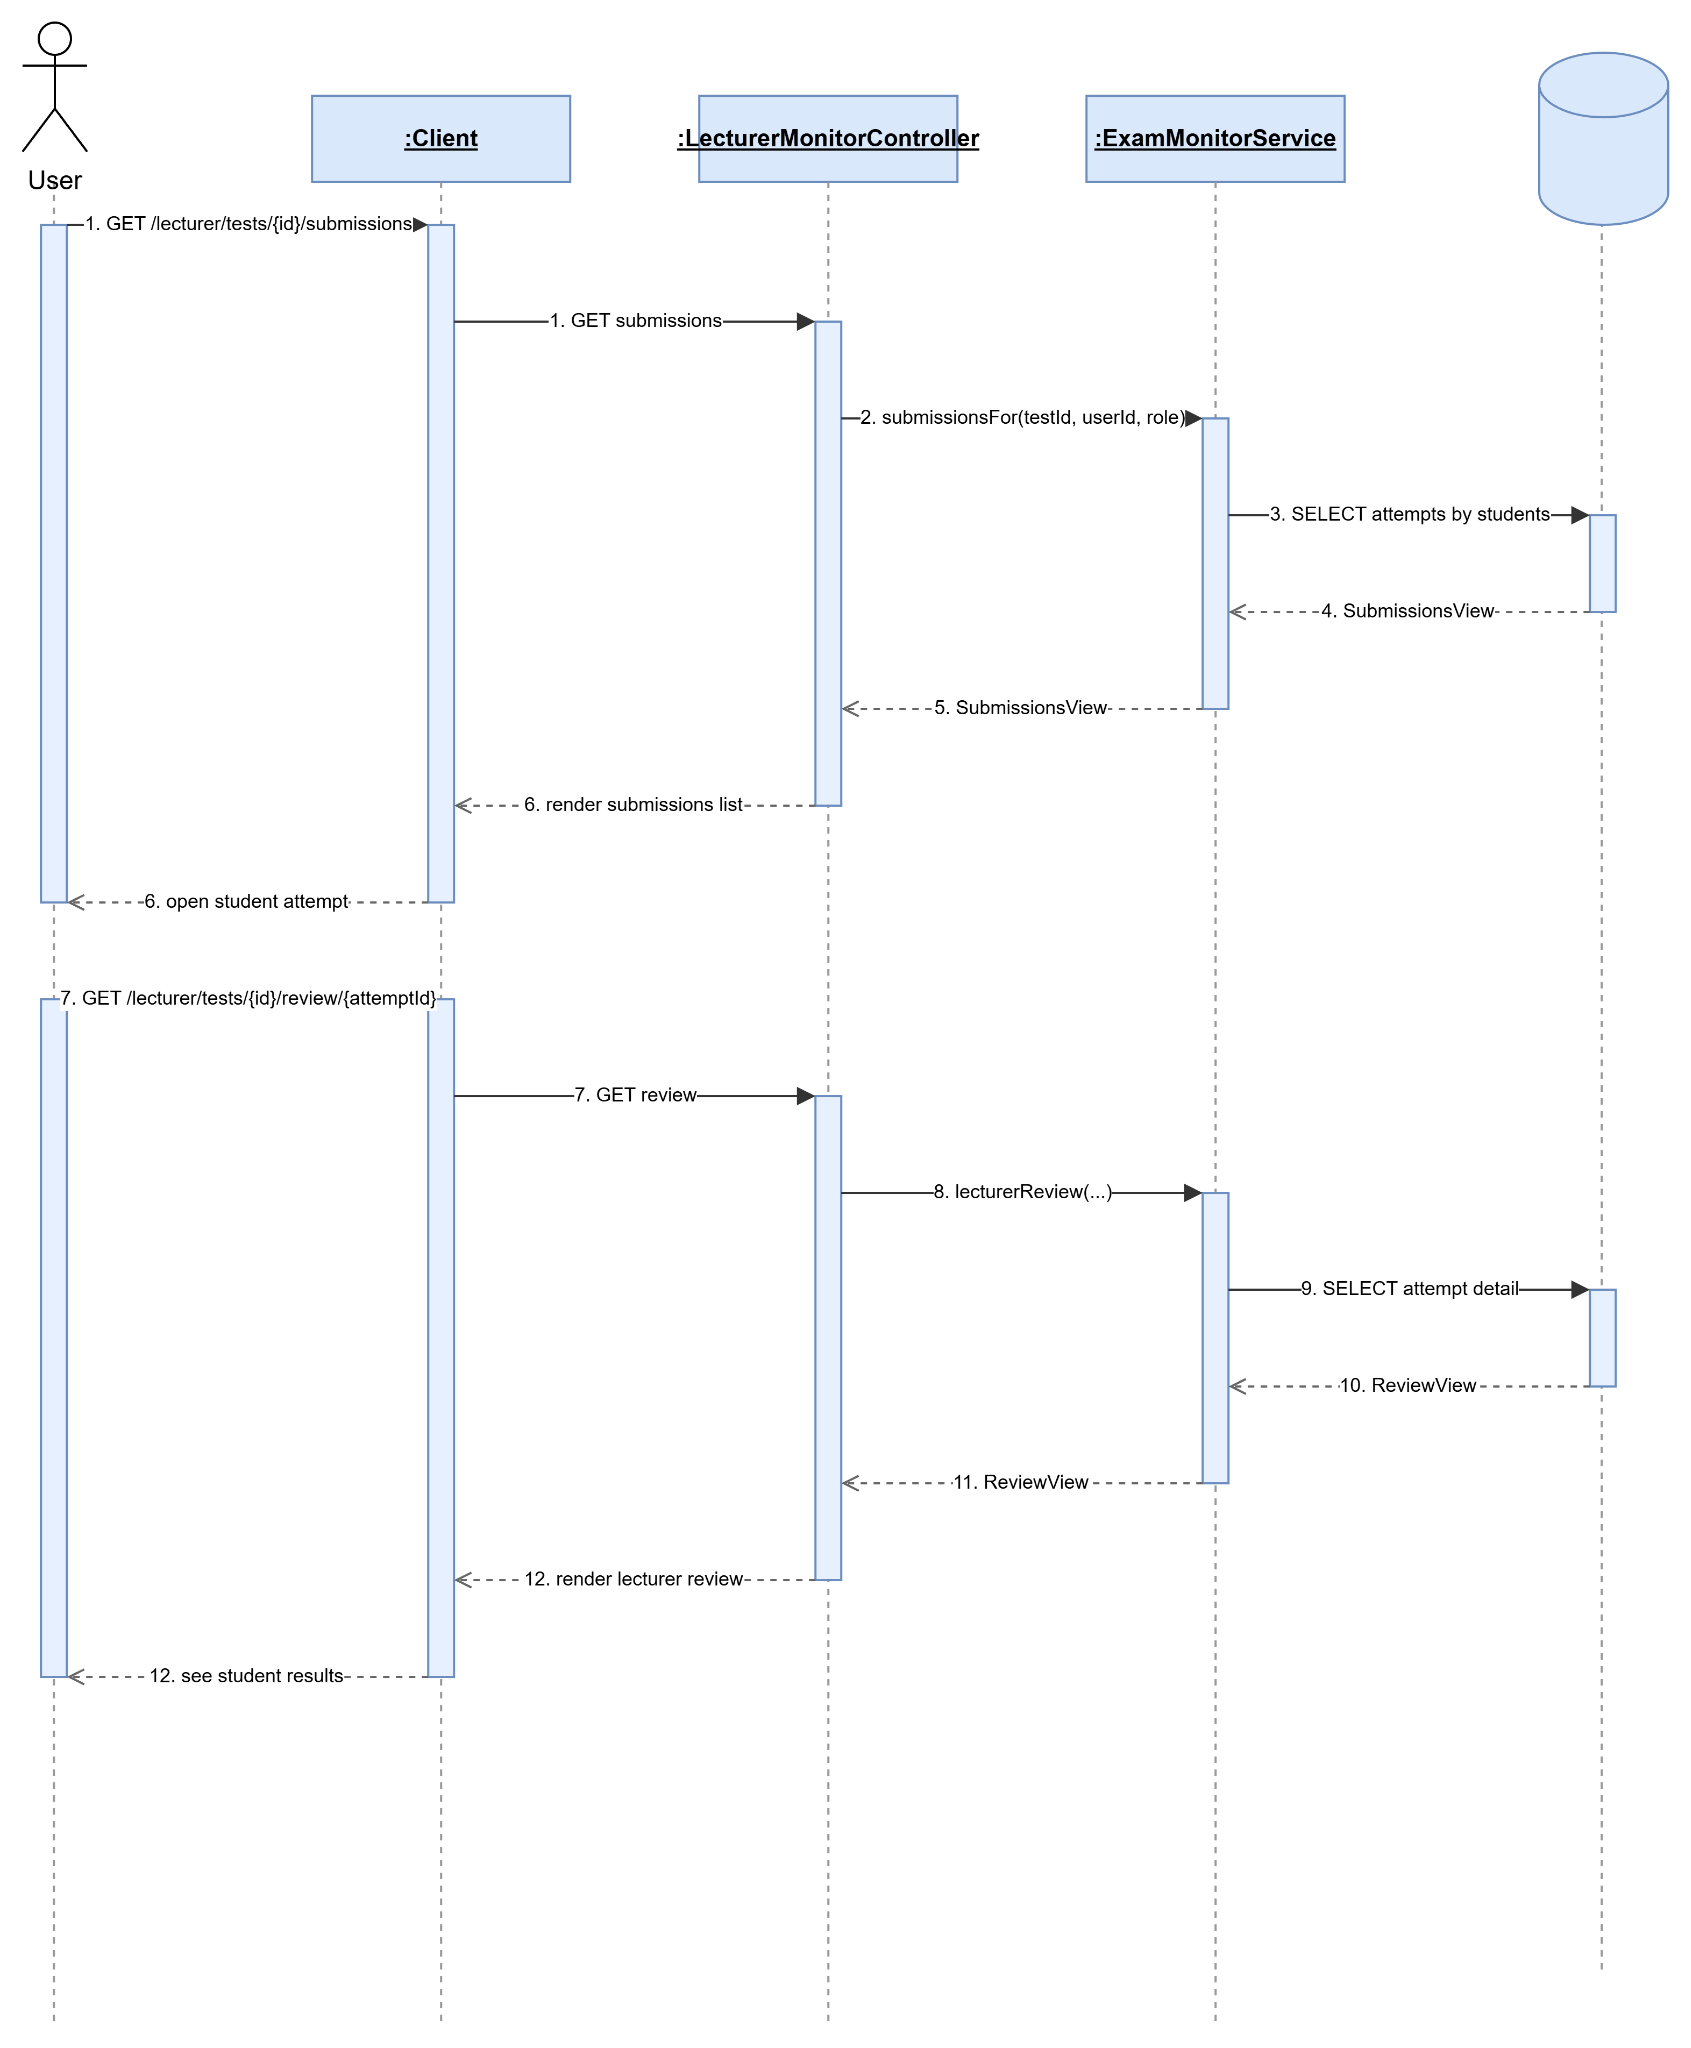 User
:Client
:LecturerMonitorController
:ExamMonitorService
1. GET /lecturer/tests/{id}/submissions
1. GET submissions
2. submissionsFor(testId, userId, role)
3. SELECT attempts by students
4. SubmissionsView
5. SubmissionsView
6. render submissions list
6. open student attempt
7. GET /lecturer/tests/{id}/review/{attemptId}
7. GET review
8. lecturerReview(...)
9. SELECT attempt detail
10. ReviewView
11. ReviewView
12. render lecturer review
12. see student results